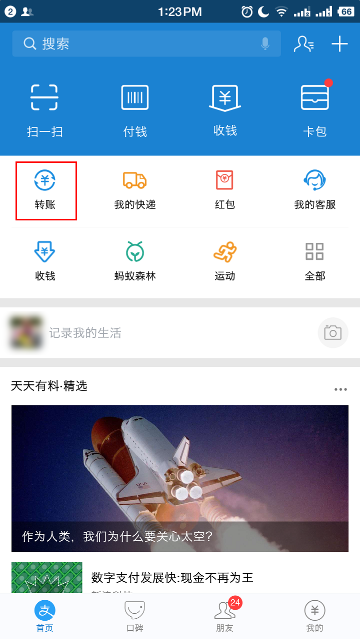 2
1:23 PM
66
搜索
扫一扫
付钱
收钱
卡包
转账
我的快递
红包
我的客服
收钱
蚂蚁森林
运动
全部
记录我的生活
天天有料·精选
作为人类，我们为什么要关心太空?
数字支付发展快:现金不再为王
首页
口碑
24
朋友
我的